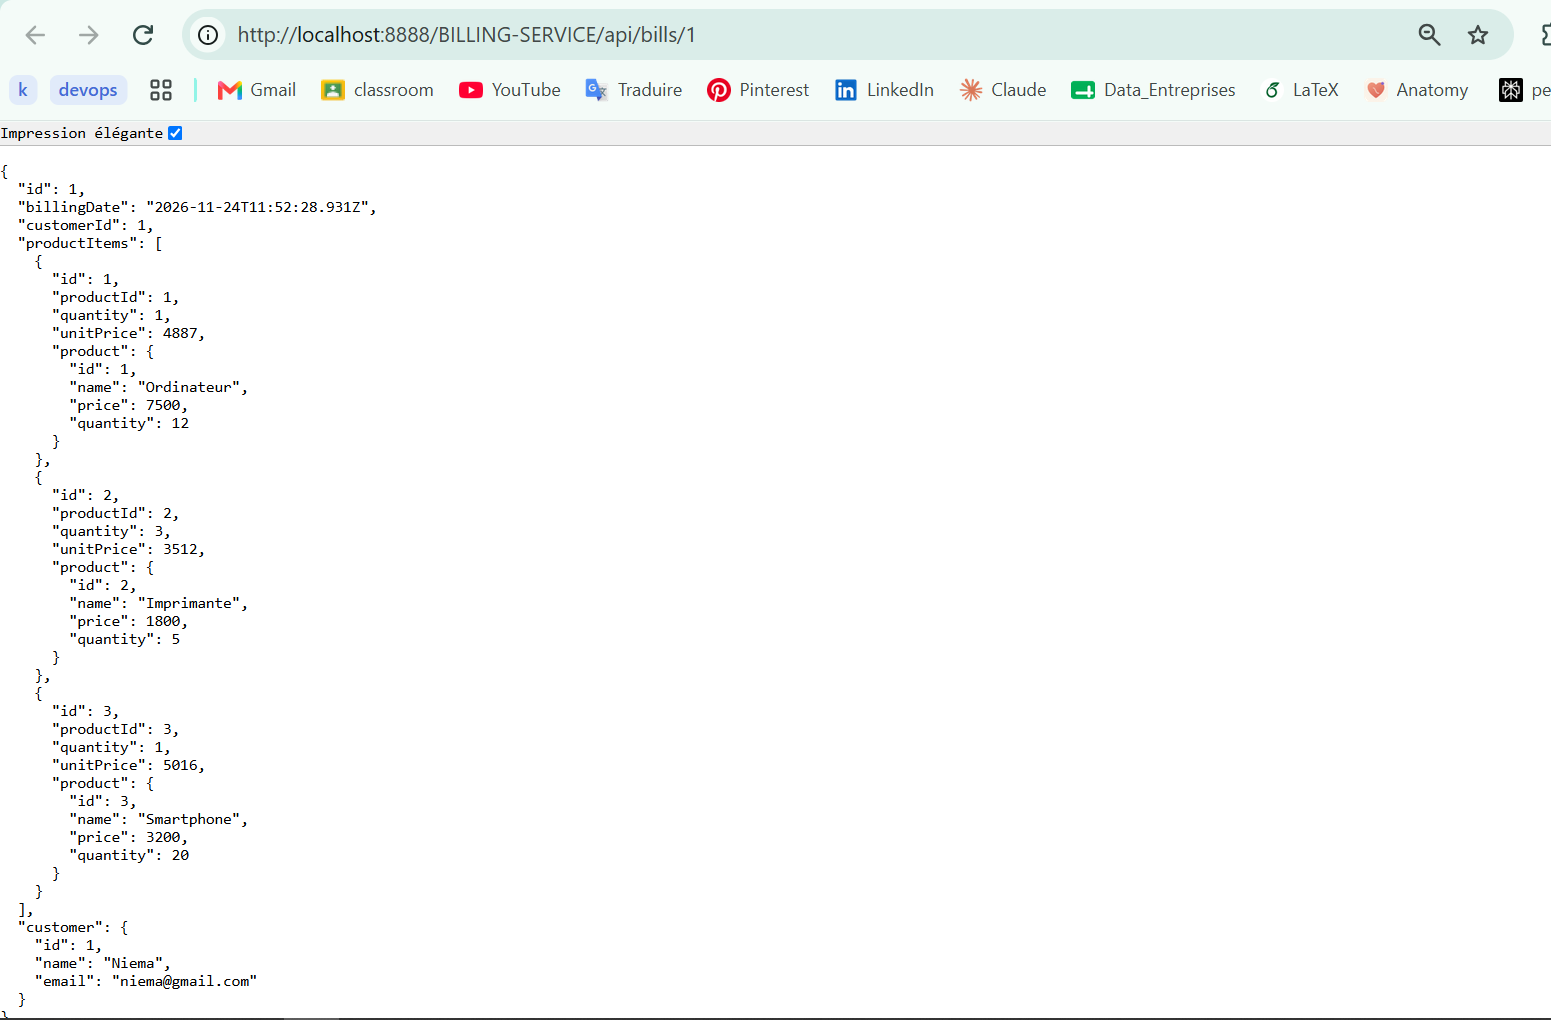 http://localhost:8888/BILLING-SERVICE/api/bills/1
k devops Gmail classroom YouTube Traduire Pinterest LinkedIn Claude Data_Entreprises LaTeX Anatomy pe
Impression élégante
{
  "id": 1,
  "billingDate": "2026-11-24T11:52:28.931Z",
  "customerId": 1,
  "productItems": [
    {
      "id": 1,
      "productId": 1,
      "quantity": 1,
      "unitPrice": 4887,
      "product": {
        "id": 1,
        "name": "Ordinateur",
        "price": 7500,
        "quantity": 12
      }
    },
    {
      "id": 2,
      "productId": 2,
      "quantity": 3,
      "unitPrice": 3512,
      "product": {
        "id": 2,
        "name": "Imprimante",
        "price": 1800,
        "quantity": 5
      }
    },
    {
      "id": 3,
      "productId": 3,
      "quantity": 1,
      "unitPrice": 5016,
      "product": {
        "id": 3,
        "name": "Smartphone",
        "price": 3200,
        "quantity": 20
      }
    }
  ],
  "customer": {
    "id": 1,
    "name": "Niema",
    "email": "niema@gmail.com"
  }
}